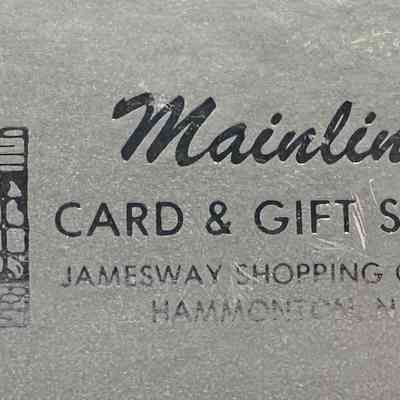 Mainlin
CARD & GIFT S
JAMESWAY SHOPPING C
HAMMONTON, N